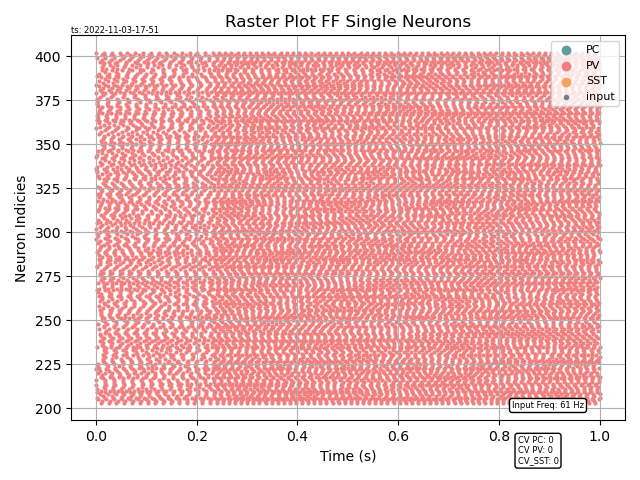 Raster Plot FF Single Neurons
ts: 2022-11-03-17-51
PC
PV
SST
input
400
375
350
325
300
275
250
225
200
Neuron Indicies
Input Freq: 61 Hz
0.0 0.2 0.4 0.6 0.8 1.0
Time (s)
CV PC: 0
CV PV: 0
CV_SST: 0